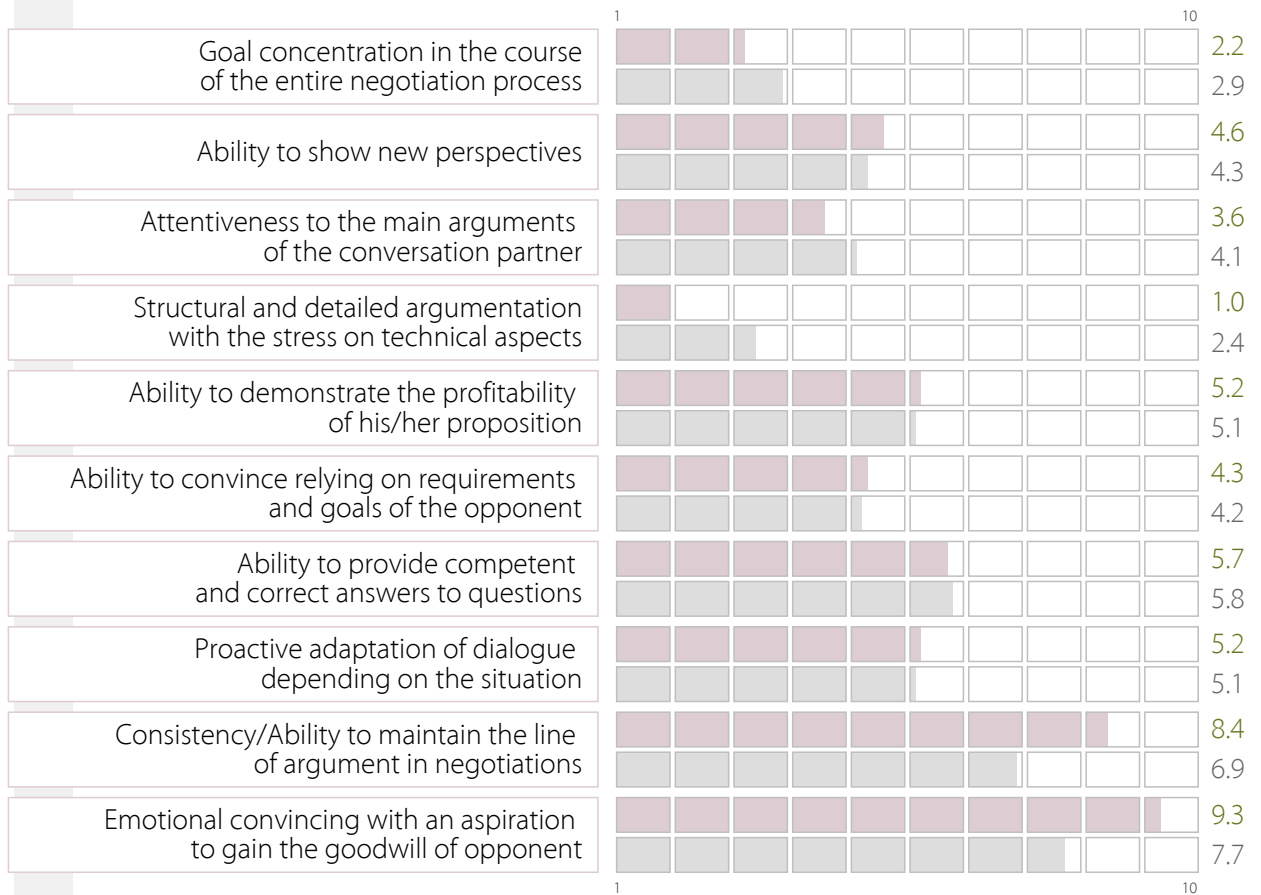 1 10
Goal concentration in the course
of the entire negotiation process
2.2
2.9
Ability to show new perspectives
4.6
4.3
Attentiveness to the main arguments
of the conversation partner
3.6
4.1
Structural and detailed argumentation
with the stress on technical aspects
1.0
2.4
Ability to demonstrate the profitability
of his/her proposition
5.2
5.1
Ability to convince relying on requirements
and goals of the opponent
4.3
4.2
Ability to provide competent
and correct answers to questions
5.7
5.8
Proactive adaptation of dialogue
depending on the situation
5.2
5.1
Consistency/Ability to maintain the line
of argument in negotiations
8.4
6.9
Emotional convincing with an aspiration
to gain the goodwill of opponent
9.3
7.7
1 10